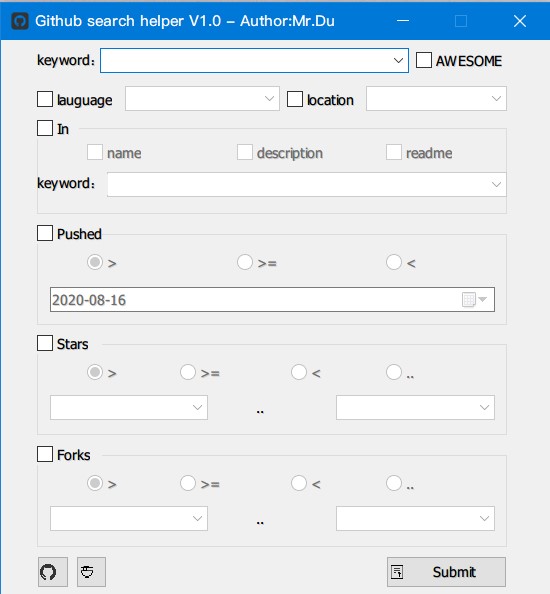 Github search helper V1.0 - Author:Mr.Du
keyword： AWESOME
lauguage location
In
name description readme
keyword：
Pushed
> >= <
2020-08-16
Stars
> >= < ..
..
Forks
> >= < ..
..
Submit